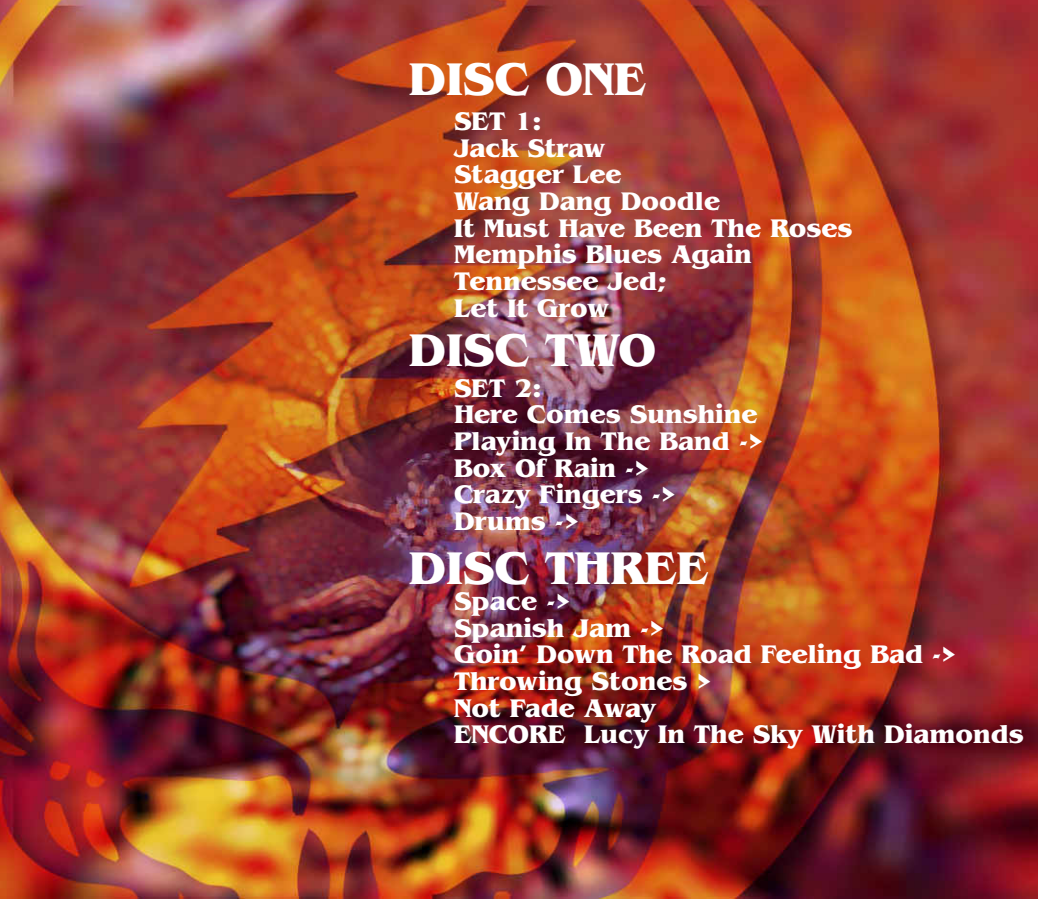 DISC ONE
SET 1:
Jack Straw
Stagger Lee
Wang Dang Doodle
It Must Have Been The Roses
Memphis Blues Again
Tennessee Jed;
Let It Grow
DISC TWO
SET 2:
Here Comes Sunshine
Playing In The Band ->
Box Of Rain ->
Crazy Fingers ->
Drums ->
DISC THREE
Space ->
Spanish Jam ->
Goin’ Down The Road Feeling Bad ->
Throwing Stones >
Not Fade Away
ENCORE  Lucy In The Sky With Diamonds